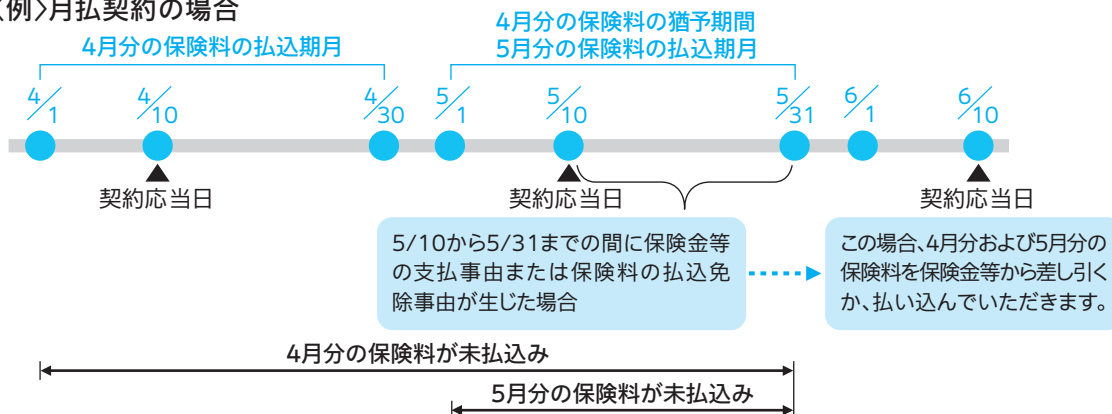 〈例〉月払契約の場合
4月分の保険料の猶予期間
4月分の保険料の払込期月
5月分の保険料の払込期月
4/1
4/10
4/30
5/1
5/10
5/31
6/1
6/10
契約応当日
契約応当日
契約応当日
5/10から5/31までの間に保険金等
の支払事由または保険料の払込免
除事由が生じた場合
この場合、4月分および5月分の
保険料を保険金等から差し引く
か、払い込んでいただきます。
4月分の保険料が未払込み
5月分の保険料が未払込み